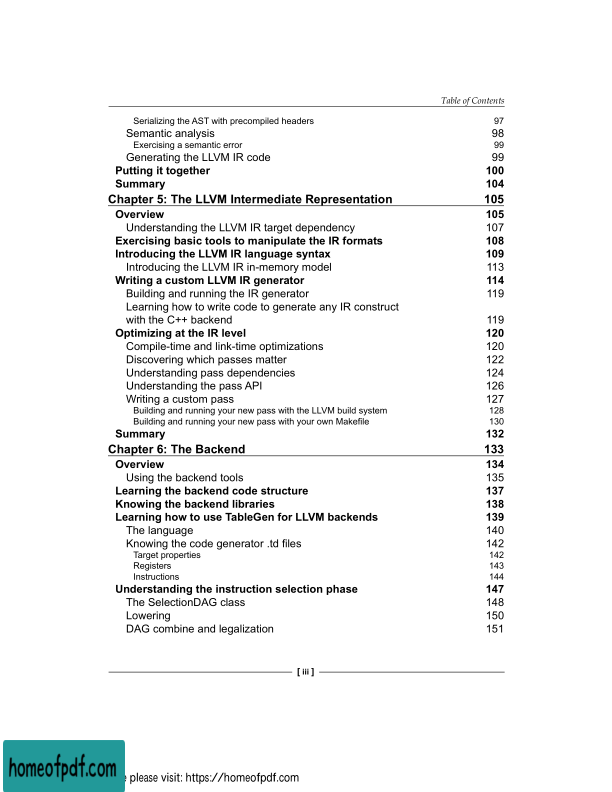 Table of Contents
Serializing the AST with precompiled headers 97
Semantic analysis 98
Exercising a semantic error 99
Generating the LLVM IR code 99
Putting it together 100
Summary 104
Chapter 5: The LLVM Intermediate Representation 105
Overview 105
Understanding the LLVM IR target dependency 107
Exercising basic tools to manipulate the IR formats 108
Introducing the LLVM IR language syntax 109
Introducing the LLVM IR in-memory model 113
Writing a custom LLVM IR generator 114
Building and running the IR generator 119
Learning how to write code to generate any IR construct
with the C++ backend 119
Optimizing at the IR level 120
Compile-time and link-time optimizations 120
Discovering which passes matter 122
Understanding pass dependencies 124
Understanding the pass API 126
Writing a custom pass 127
Building and running your new pass with the LLVM build system 128
Building and running your new pass with your own Makefile 130
Summary 132
Chapter 6: The Backend 133
Overview 134
Using the backend tools 135
Learning the backend code structure 137
Knowing the backend libraries 138
Learning how to use TableGen for LLVM backends 139
The language 140
Knowing the code generator .td files 142
Target properties 142
Registers 143
Instructions 144
Understanding the instruction selection phase 147
The SelectionDAG class 148
Lowering 150
DAG combine and legalization 151
[ iii ]
homeofpdf.com
please visit: https://homeofpdf.com